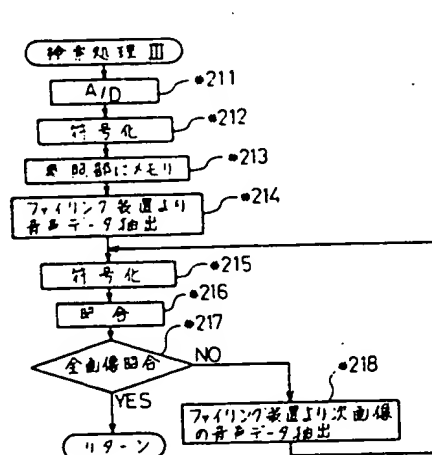 検索処理 III
A/D
*211
符号化
*212
照部にメモリ
*213
ファイリング装置より
音声データ抽出
*214
符号化
*215
照合
*216
全画像照合
*217
NO
YES
*218
ファイリング装置より次画像
の音声データ抽出
リターン